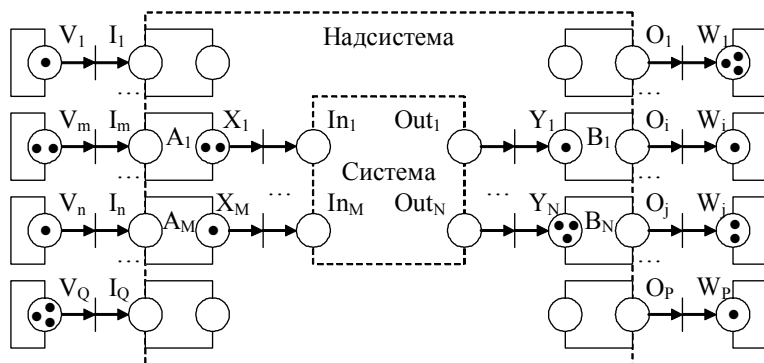 V1 I1 Надсистема O1 W1
... ...
Vm Im A1 X1 In1 Out1 Y1 B1 Oi Wi
... Система ...
Vn In AM XM InM OutN YN BN Oj Wj
... ...
VQ IQ OP WP